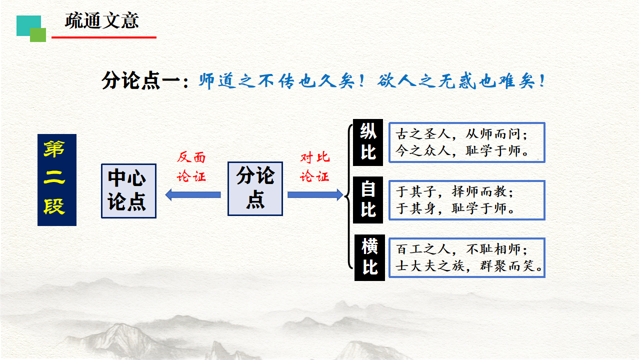 疏通文意
分论点一：师道之不传也久矣！欲人之无惑也难矣！
第二段
中心
论点
反面
论证
分论
点
对比
论证
纵比
古之圣人，从师而问；
今之众人，耻学于师。
自比
于其子，择师而教；
于其身，耻学于师。
横比
百工之人，不耻相师；
士大夫之族，群聚而笑。